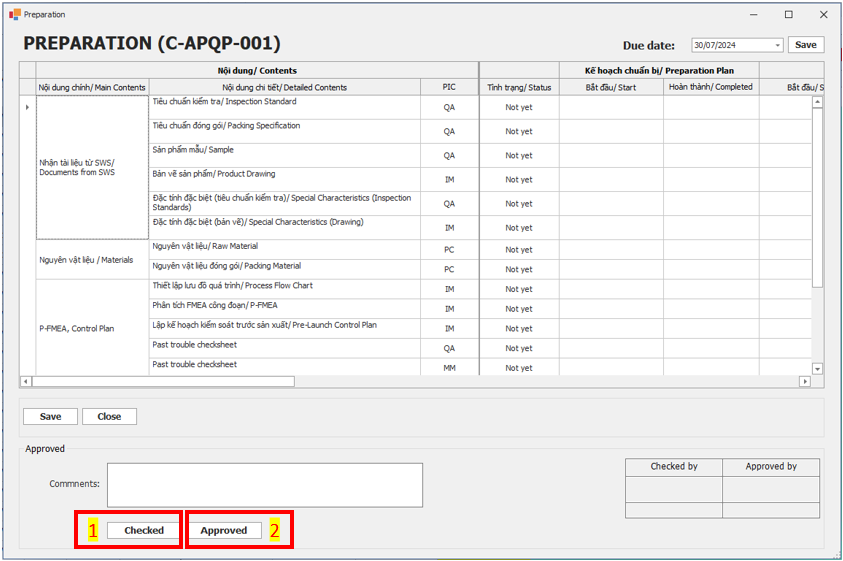 Preparation
PREPARATION (C-APQP-001)
Due date:
30/07/2024
Save
Nội dung/ Contents
Kế hoạch chuẩn bị/ Preparation Plan
Nội dung chính/ Main Contents
Nội dung chi tiết/ Detailed Contents
PIC
Tình trạng/ Status
Bắt đầu/ Start
Hoàn thành/ Completed
Bắt đầu/ S
Nhận tài liệu từ SWS/
Documents from SWS
Tiêu chuẩn kiểm tra/ Inspection Standard
QA
Not yet
Tiêu chuẩn đóng gói/ Packing Specification
QA
Not yet
Sản phẩm mẫu/ Sample
QA
Not yet
Bản vẽ sản phẩm/ Product Drawing
IM
Not yet
Đặc tính đặc biệt (tiêu chuẩn kiểm tra)/ Special Characteristics (Inspection
Standards)
QA
Not yet
Đặc tính đặc biệt (bản vẽ)/ Special Characteristics (Drawing)
IM
Not yet
Nguyên vật liệu / Materials
Nguyên vật liệu/ Raw Material
PC
Not yet
Nguyên vật liệu đóng gói/ Packing Material
PC
Not yet
P-FMEA, Control Plan
Thiết lập lưu đồ quá trình/ Process Flow Chart
IM
Not yet
Phân tích FMEA công đoạn/ P-FMEA
IM
Not yet
Lập kế hoạch kiểm soát trước sản xuất/ Pre-Launch Control Plan
IM
Not yet
Past trouble checksheet
QA
Not yet
Past trouble checksheet
MM
Not yet
Save
Close
Approved
Commnents:
Checked by
Approved by
1
Checked
Approved
2